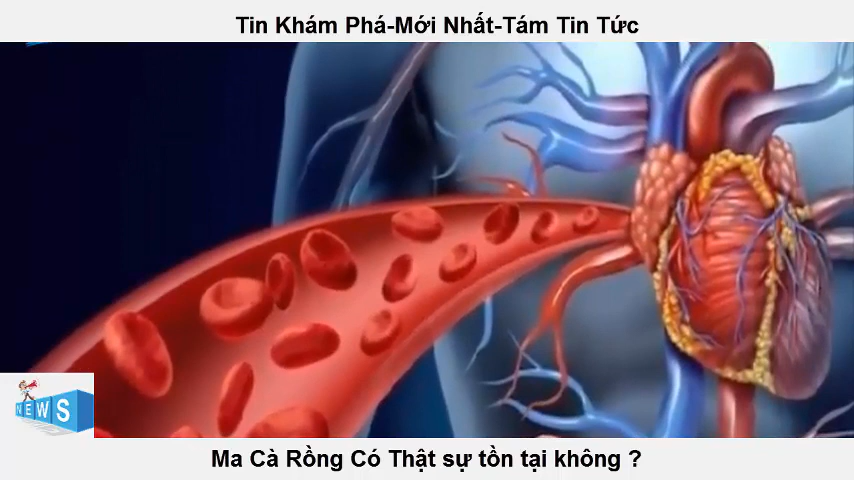 Tin Khám Phá-Mới Nhất-Tám Tin Tức
NEWS
Ma Cà Rồng Có Thật sự tồn tại không ?